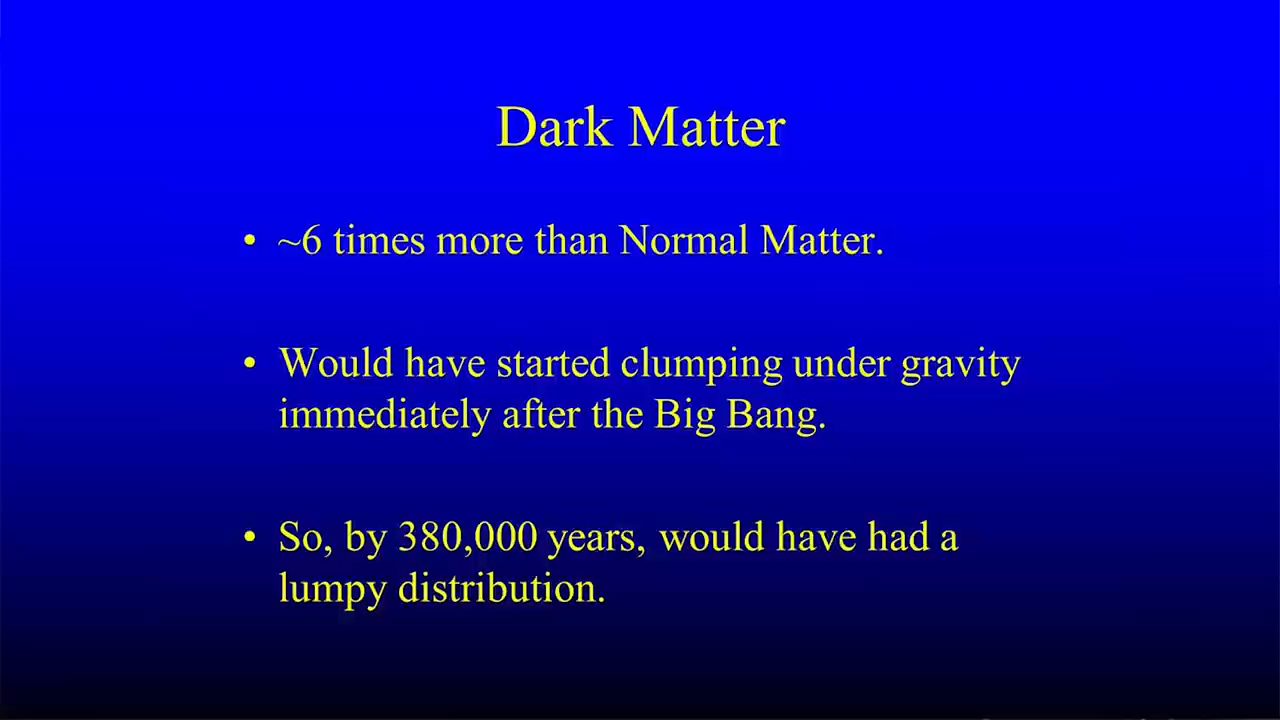 Dark Matter
• ~6 times more than Normal Matter.
• Would have started clumping under gravity
immediately after the Big Bang.
• So, by 380,000 years, would have had a
lumpy distribution.